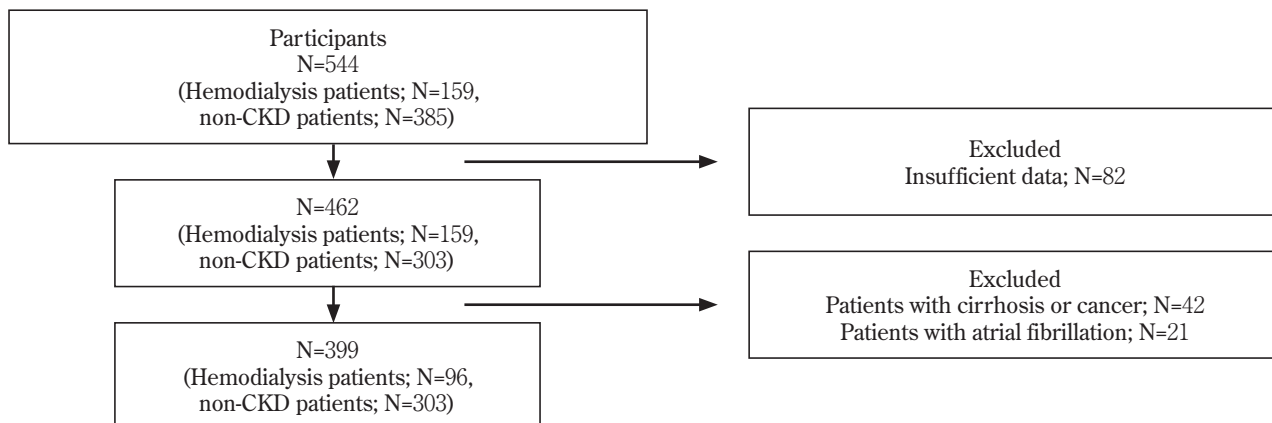 Participants
N=544
(Hemodialysis patients; N=159,
non-CKD patients; N=385)
Excluded
Insufficient data; N=82
N=462
(Hemodialysis patients; N=159,
non-CKD patients; N=303)
Excluded
Patients with cirrhosis or cancer; N=42
Patients with atrial fibrillation; N=21
N=399
(Hemodialysis patients; N=96,
non-CKD patients; N=303)